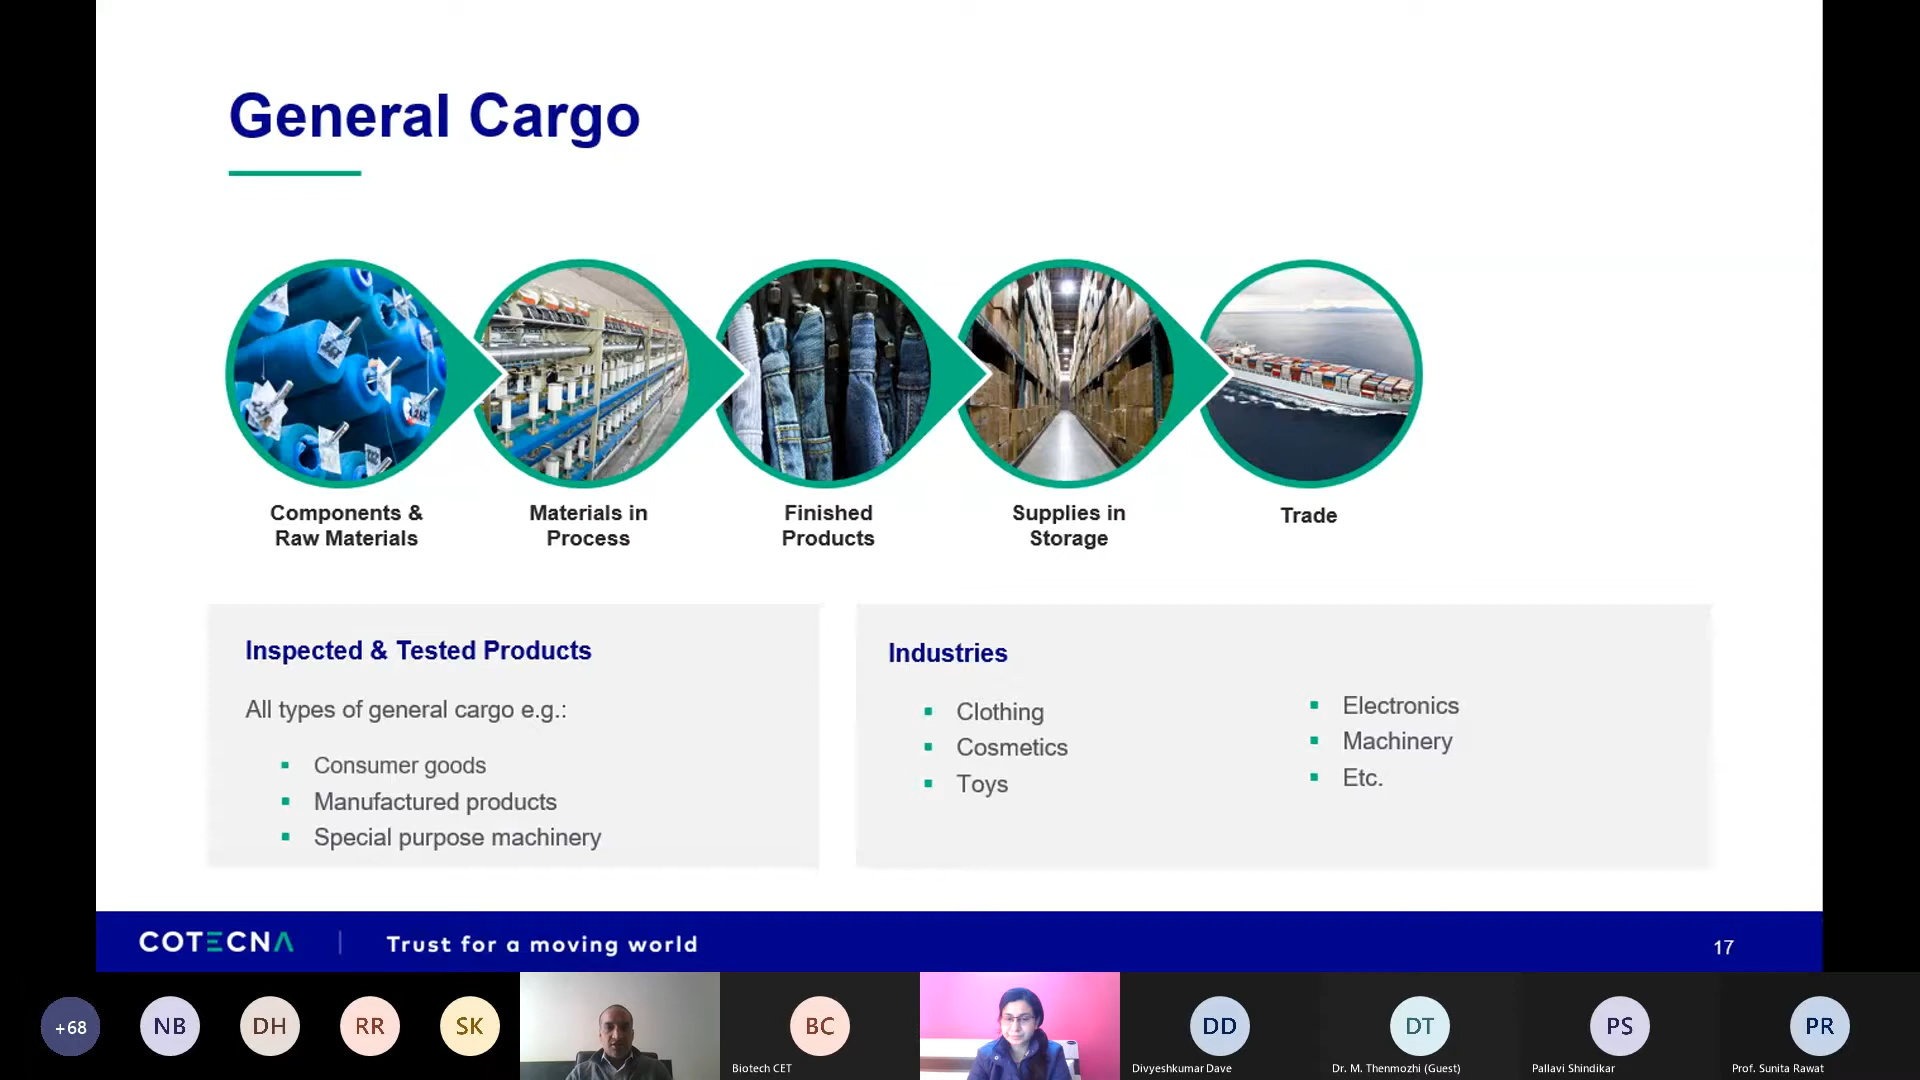 General Cargo
Components &
Raw Materials
Materials in
Process
Finished
Products
Supplies in
Storage
Trade
Inspected & Tested Products
All types of general cargo e.g.:
Consumer goods
Manufactured products
Special purpose machinery
Industries
Clothing
Cosmetics
Toys
Electronics
Machinery
Etc.
COTECNA
Trust for a moving world
17
+68
NB
DH
RR
SK
BC
Biotech CET
DD
Divyeshkumar Dave
DT
Dr. M. Thenmozhi (Guest)
PS
Pallavi Shindikar
PR
Prof. Sunita Rawat